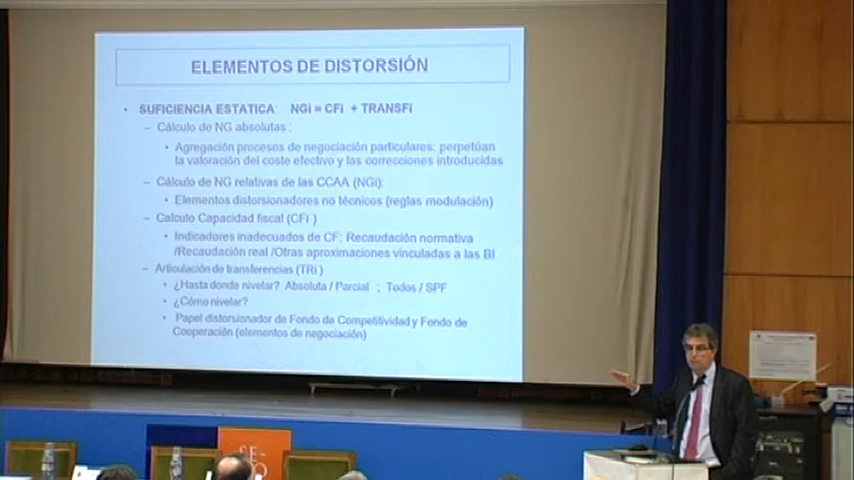 ELEMENTOS DE DISTORSIÓN
• SUFICIENCIA ESTATICA: NGi = CFi + TRANSFi
– Cálculo de NG absolutas :
• Agregación procesos de negociación particulares: perpetúan
la valoración del coste efectivo y las correcciones introducidas
– Cálculo de NG relativas de las CCAA (NGi):
• Elementos distorsionadores no técnicos (reglas modulación)
– Calculo Capacidad fiscal (CFi )
• Indicadores inadecuados de CF: Recaudación normativa
/Recaudación real /Otras aproximaciones vinculadas a las BI
– Articulación de transferencias (TRi )
• ¿Hasta donde nivelar? Absoluta / Parcial ; Todos / SPF
• ¿Cómo nivelar?
• Papel distorsionador de Fondo de Competitividad y Fondo de
Cooperación (elementos de negociación)
SE-